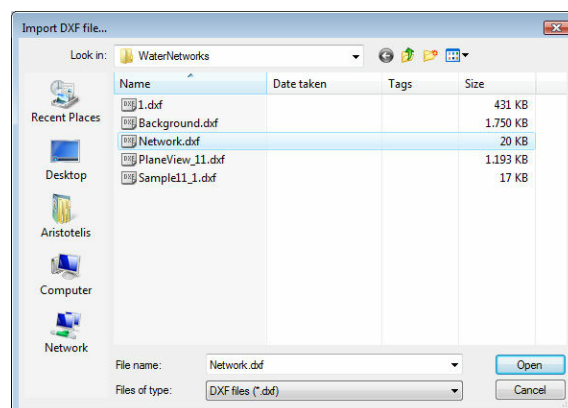 Import DXF file...
Look in: WaterNetworks
Name Date taken Tags Size
Recent Places
Desktop
Aristotelis
Computer
Network
1.dxf 431 KB
Background.dxf 1.750 KB
Network.dxf 20 KB
PlaneView_11.dxf 1.193 KB
Sample11_1.dxf 17 KB
File name: Network.dxf Open
Files of type: DXF files (*.dxf) Cancel